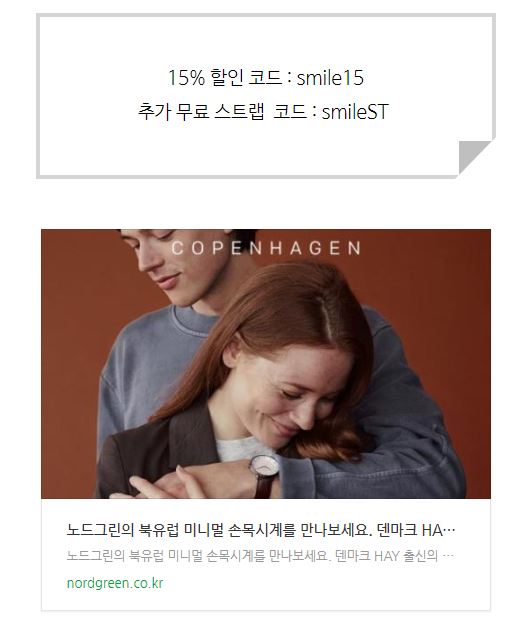 15% 할인 코드 : smile15
추가 무료 스트랩 코드 : smileST
COPENHAGEN
노드그린의 북유럽 미니멀 손목시계를 만나보세요. 덴마크 HA…
노드그린의 북유럽 미니멀 손목시계를 만나보세요. 덴마크 HAY 출신의 …
nordgreen.co.kr